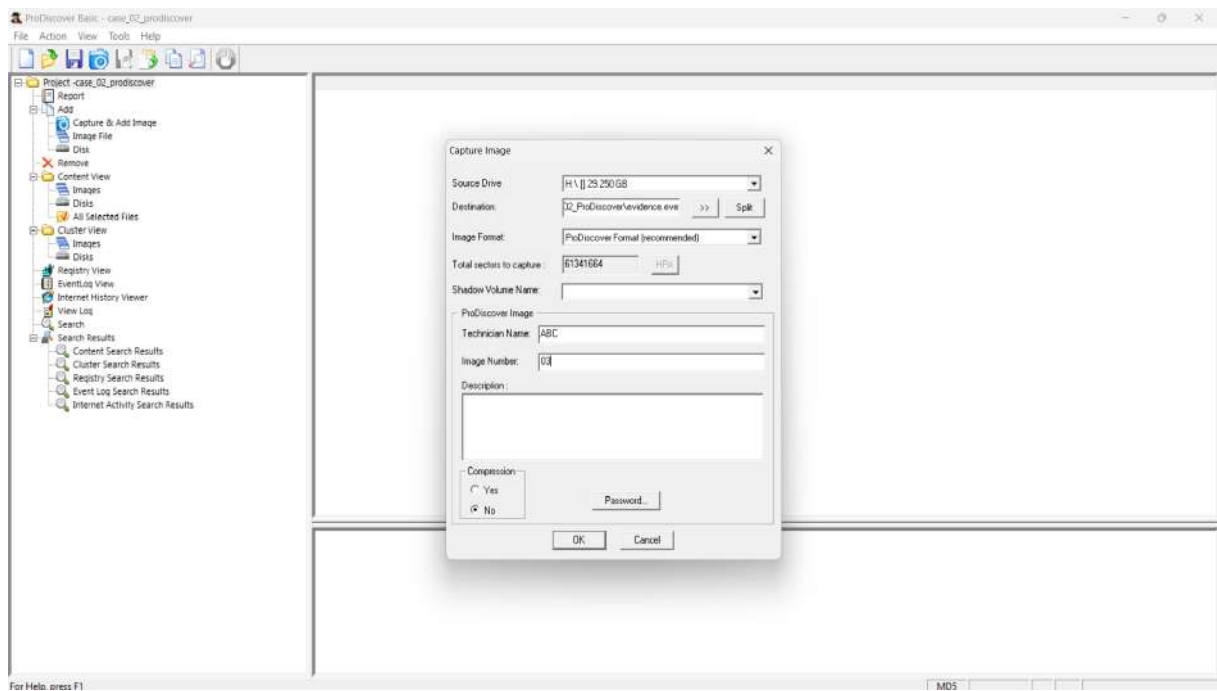 ProDiscover Basic - case_02_prodiscover
File Action View Tools Help
Project -case_02_prodiscover
Report
Add
Capture & Add Image
Image File
Disk
Remove
Content View
Images
Disks
All Selected Files
Cluster View
Images
Disks
Registry View
EventLog View
Internet History Viewer
View Log
Search
Search Results
Content Search Results
Cluster Search Results
Registry Search Results
Event Log Search Results
Internet Activity Search Results
Capture Image
Source Drive H:\ [] 29.250 GB
Destination: 02_ProDiscover\evidence.eve >> Split
Image Format: ProDiscover Format (recommended)
Total sectors to capture : 61341664 HPA
Shadow Volume Name:
ProDiscover Image
Technician Name: ABC
Image Number: 03
Description :
Compression
Yes
No
Password...
OK Cancel
For Help, press F1 MD5